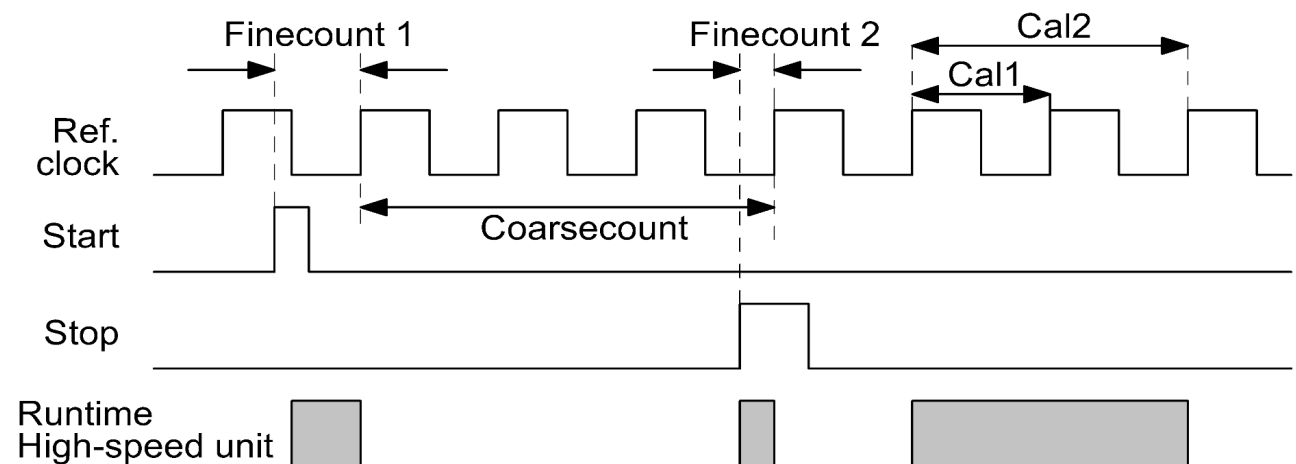 Finecount 1
Finecount 2
Cal2
Cal1
Ref.
clock
Coarsecount
Start
Stop
Runtime
High-speed unit